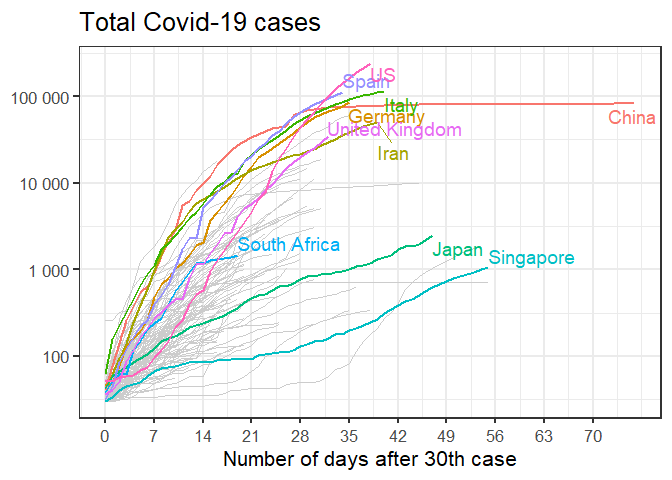 Total Covid-19 cases
US
Spain
100 000
Italy
China
Germany
United Kingdom
Iran
10 000
South Africa
Japan
Singapore
1 000
100
0 7 14 21 28 35 42 49 56 63 70
Number of days after 30th case